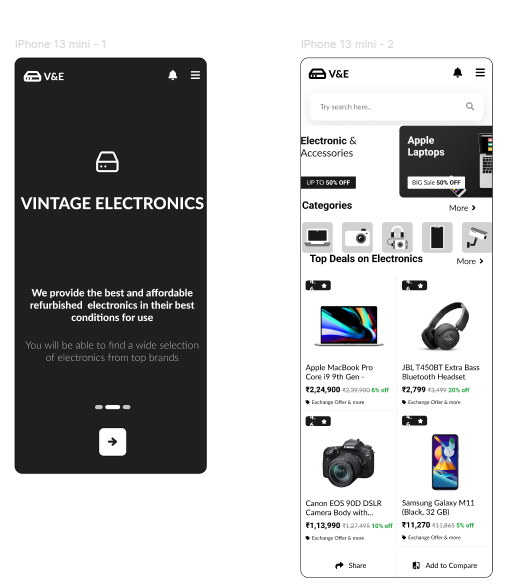 iPhone 13 mini - 1
V&E
VINTAGE ELECTRONICS
We provide the best and affordable
refurbished electronics in their best
conditions for use
You will be able to find a wide selection
of electronics from top brands
iPhone 13 mini - 2
V&E
Try search here..
Electronic &
Accessories
UP TO 50% OFF
Apple
Laptops
BIG Sale 50% OFF
Categories
More
Top Deals on Electronics
More
Apple MacBook Pro
Core i9 9th Gen -
₹2,24,900 ₹2,39,900 6% off
Exchange Offer & more
JBL T450BT Extra Bass
Bluetooth Headset
₹2,799 ₹3,499 20% off
Exchange Offer & more
Canon EOS 90D DSLR
Camera Body with...
₹1,13,990 ₹1,27,495 10% off
Exchange Offer & more
Samsung Galaxy M11
(Black, 32 GB)
₹11,270 ₹11,865 5% off
Exchange Offer & more
Share
Add to Compare